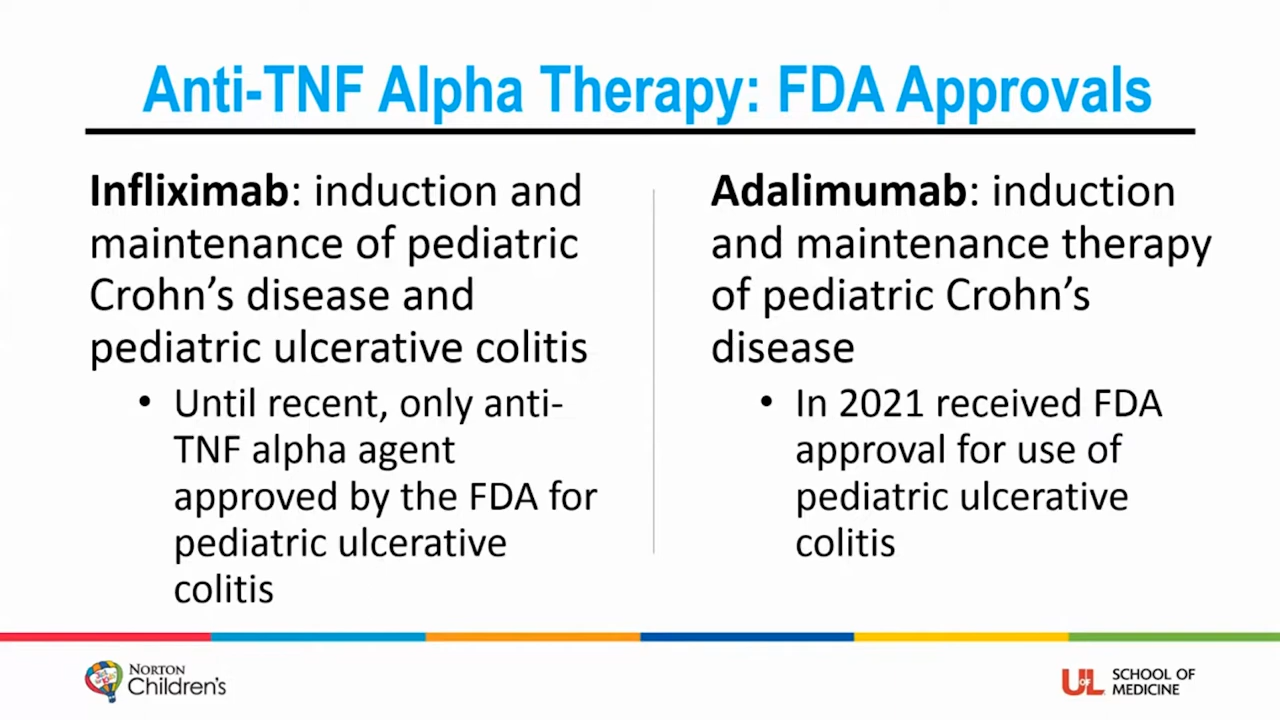 Anti-TNF Alpha Therapy: FDA Approvals
Infliximab: induction and
maintenance of pediatric
Crohn’s disease and
pediatric ulcerative colitis
• Until recent, only anti-
TNF alpha agent
approved by the FDA for
pediatric ulcerative
colitis
Adalimumab: induction
and maintenance therapy
of pediatric Crohn’s
disease
• In 2021 received FDA
approval for use of
pediatric ulcerative
colitis
NORTON
Children’s
UofL
SCHOOL OF
MEDICINE